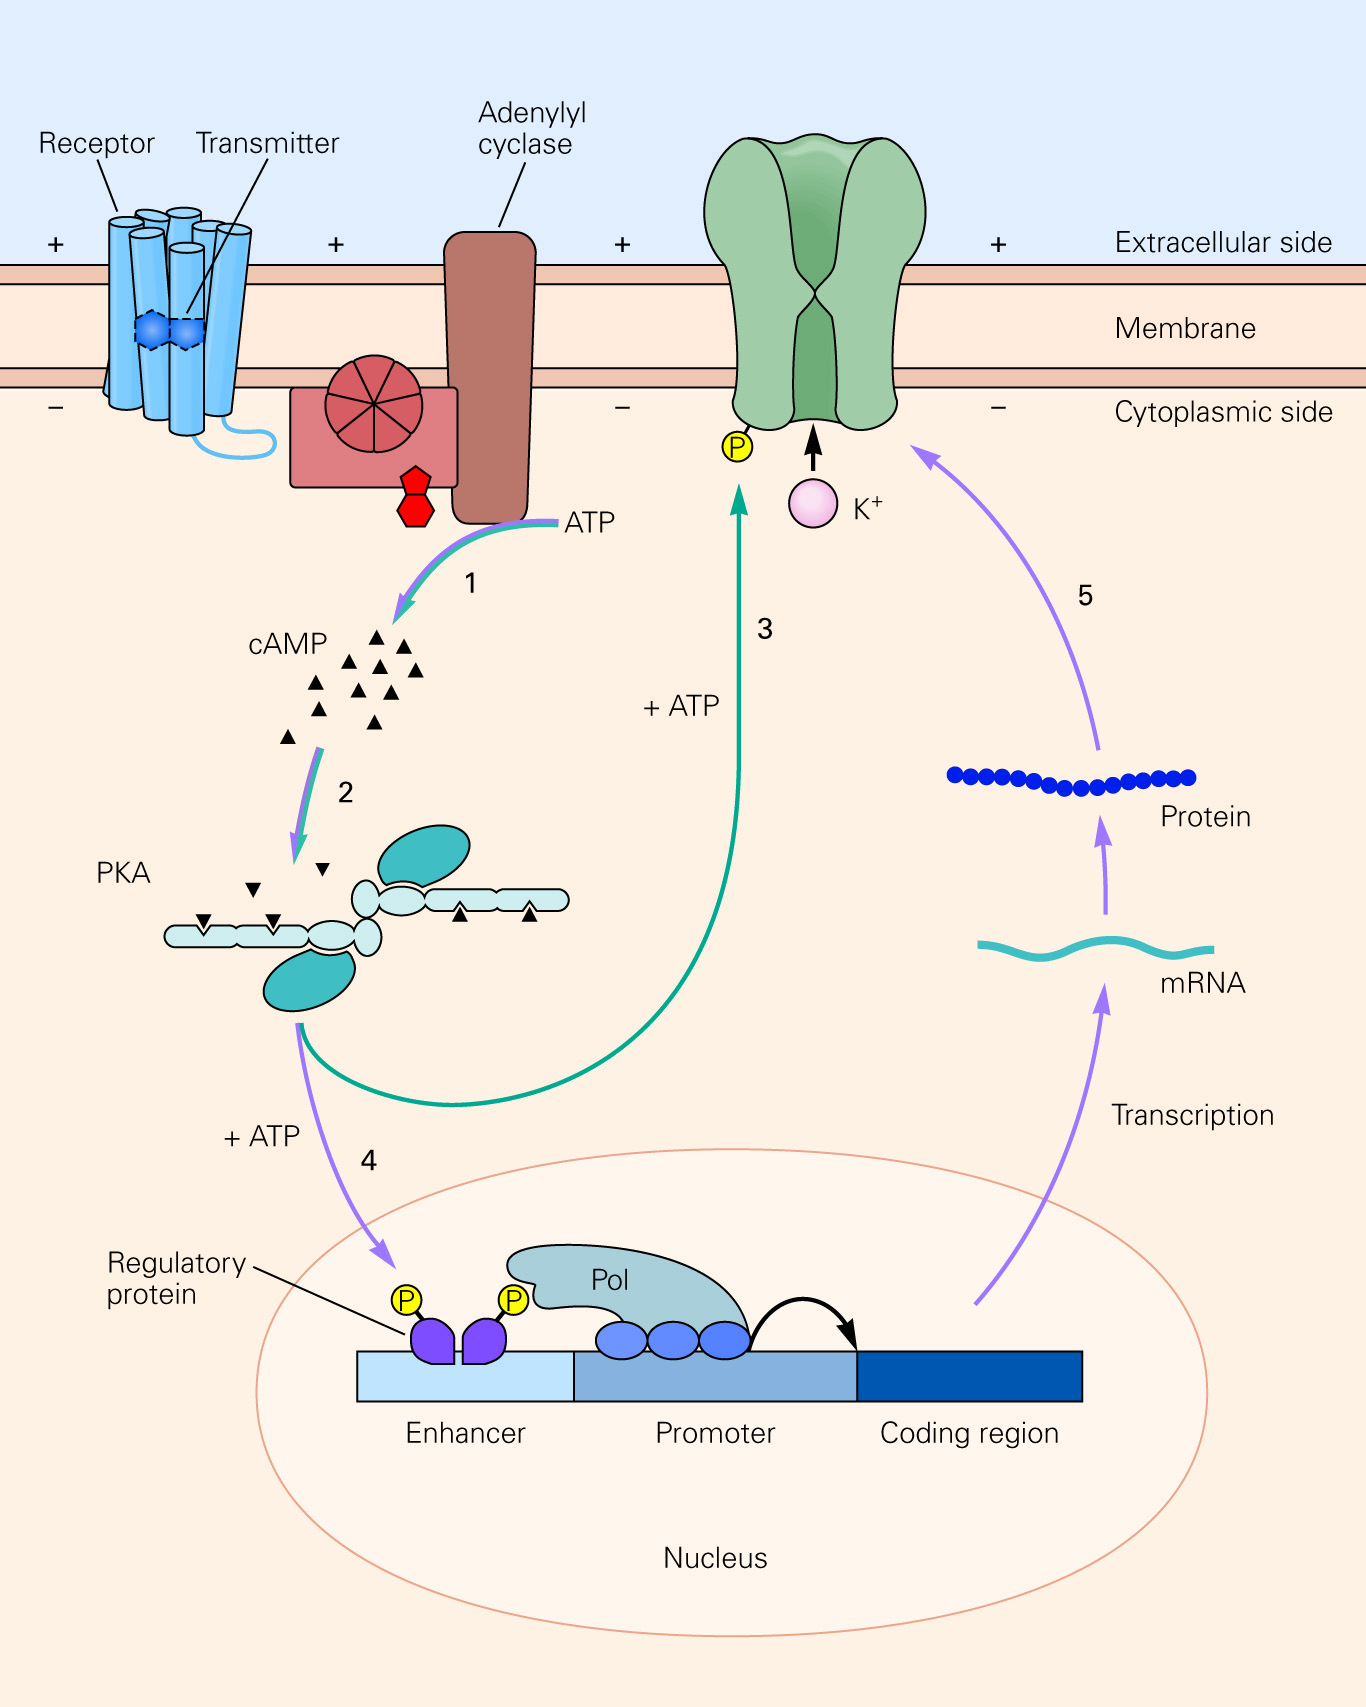 Adenylyl
cyclase
Receptor
Transmitter
+ + + +
Extracellular side
Membrane
− − −
Cytoplasmic side
P
K+
ATP
1
5
3
cAMP
+ ATP
2
Protein
PKA
mRNA
Transcription
+ ATP
4
Regulatory
protein
P P
Pol
Enhancer
Promoter
Coding region
Nucleus